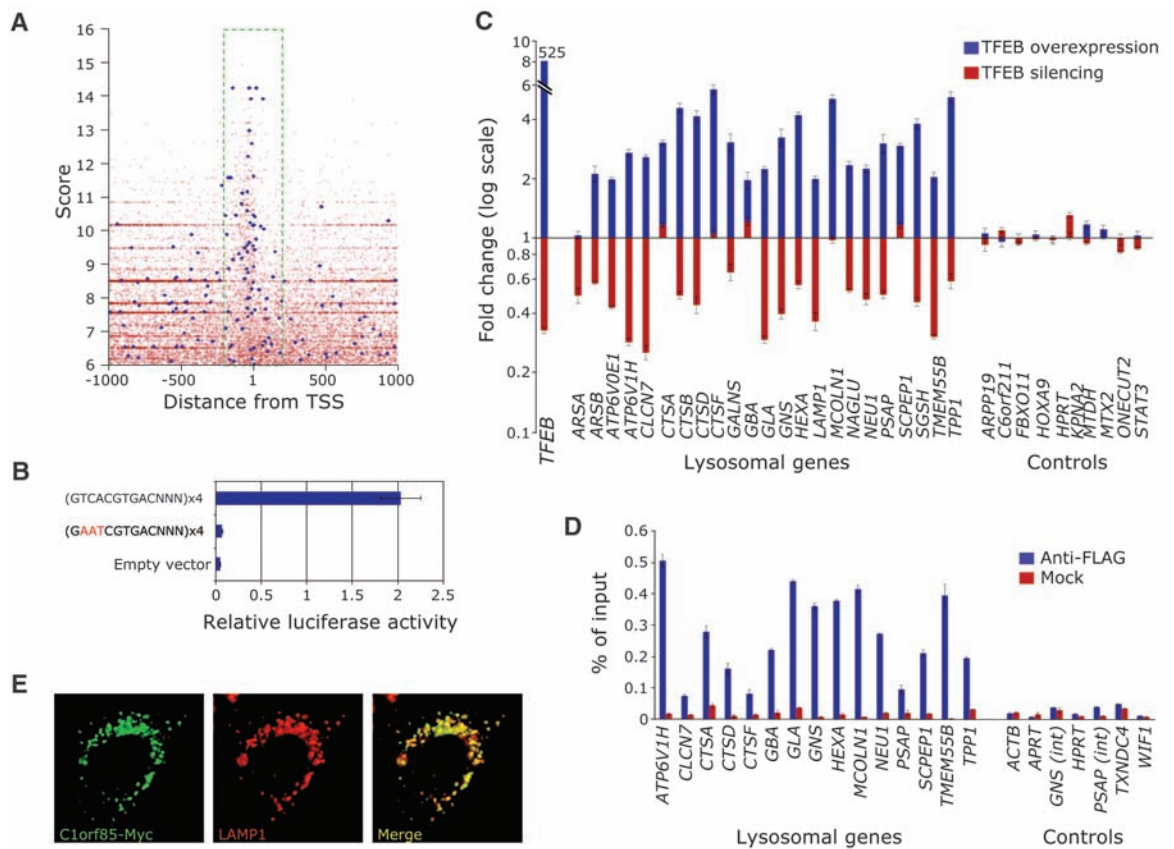 A
Score
16
15
14
13
12
11
10
9
8
7
6
-1000
-500
1
500
1000
Distance from TSS
B
(GTCACGTGACNNN)x4
(GAATCGTGACNNN)x4
Empty vector
0
0.5
1
1.5
2
2.5
Relative luciferase activity
C
TFEB overexpression
TFEB silencing
Fold change (log scale)
10
8
6
4
2
1
0.8
0.6
0.4
0.2
0.1
525
TFEB
ARSA
ARSB
ATP6V0E1
ATP6V1H
CLCN7
CTSA
CTSB
CTSD
CTSF
GALNS
GBA
GLA
GNS
HEXA
LAMP1
MCOLN1
NAGLU
NEU1
PSAP
SCPEP1
SGSH
TMEM55B
TPP1
Lysosomal genes
ARPP19
C6orf211
FBXO11
HOXA9
HPRT
KPNA2
MTDH
MTX2
ONECUT2
STAT3
Controls
D
Anti-FLAG
Mock
% of input
0.6
0.5
0.4
0.3
0.2
0.1
0
ATP6V1H
CLCN7
CTSA
CTSD
CTSF
GBA
GLA
GNS
HEXA
MCOLN1
NEU1
PSAP
SCPEP1
TMEM55B
TPP1
Lysosomal genes
ACTB
APRT
GNS (int)
HPRT
PSAP (int)
TXNDC4
WIF1
Controls
E
C1orf85-Myc
LAMP1
Merge